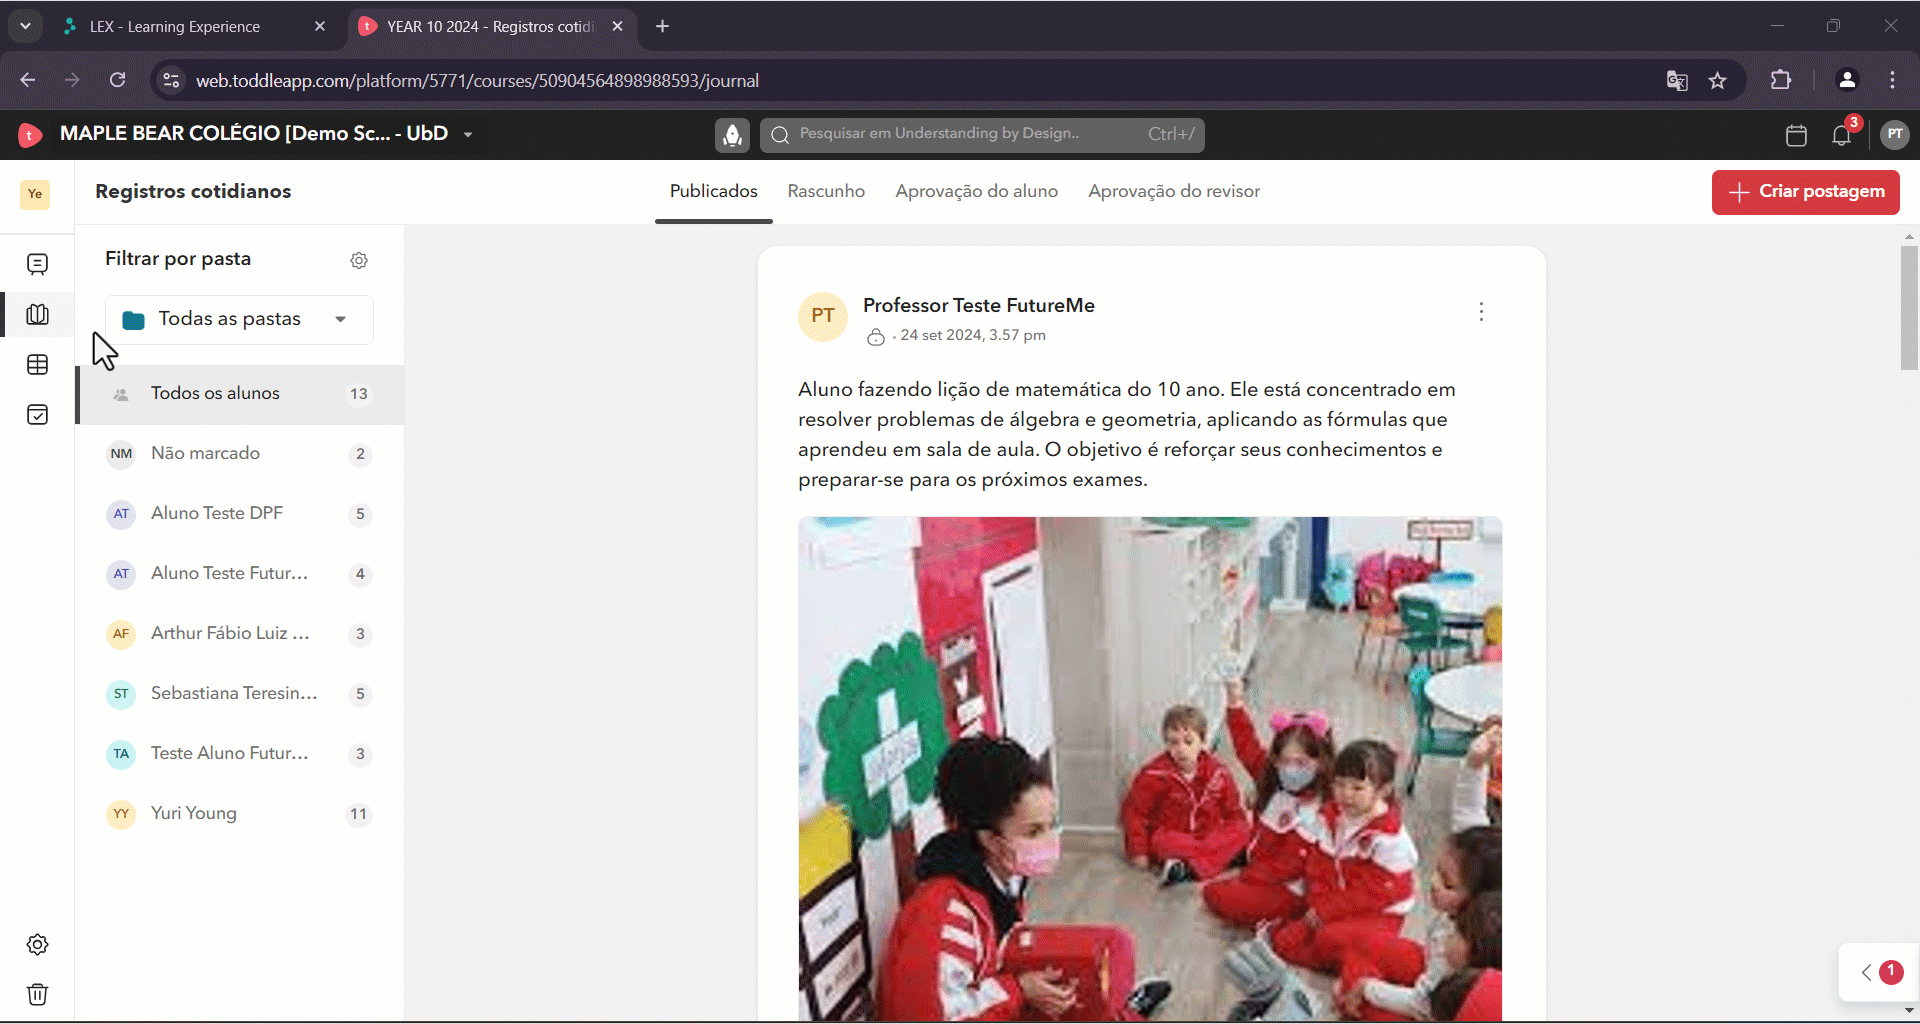 LEX - Learning Experience
YEAR 10 2024 - Registros cotidi
web.toddleapp.com/platform/5771/courses/50904564898988593/journal
MAPLE BEAR COLÉGIO [Demo Sc... - UbD
Pesquisar em Understanding by Design..
Ctrl+/
3
PT
Ye
Registros cotidianos
Publicados
Rascunho
Aprovação do aluno
Aprovação do revisor
Criar postagem
Filtrar por pasta
Todas as pastas
Todos os alunos 13
NM Não marcado 2
AT Aluno Teste DPF 5
AT Aluno Teste Futur... 4
AF Arthur Fábio Luiz ... 3
ST Sebastiana Teresin... 5
TA Teste Aluno Futur... 3
YY Yuri Young 11
PT
Professor Teste FutureMe
· 24 set 2024, 3.57 pm
Aluno fazendo lição de matemática do 10 ano. Ele está concentrado em
resolver problemas de álgebra e geometria, aplicando as fórmulas que
aprendeu em sala de aula. O objetivo é reforçar seus conhecimentos e
preparar-se para os próximos exames.
1